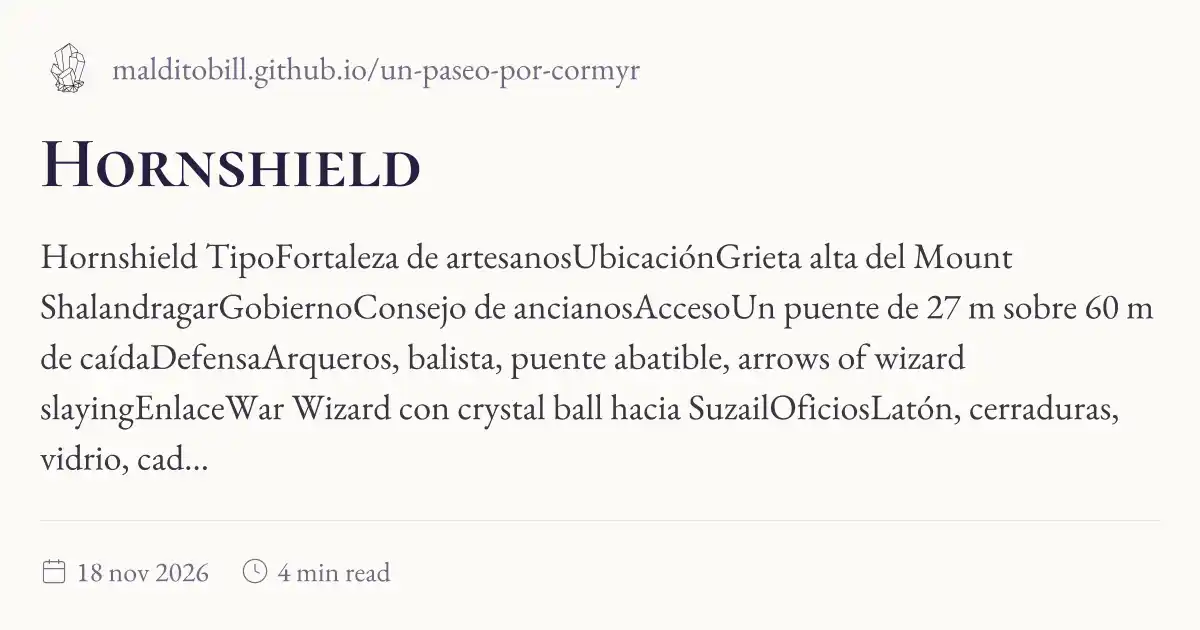 malditobill.github.io/un-paseo-por-cormyr
Hornshield
Hornshield TipoFortaleza de artesanosUbicaciónGrieta alta del Mount
ShalandragarGobiernoConsejo de ancianosAccesoUn puente de 27 m sobre 60 m
de caídaDefensaArqueros, balista, puente abatible, arrows of wizard
slayingEnlaceWar Wizard con crystal ball hacia SuzailOficiosLatón, cerraduras,
vidrio, cad...
18 nov 2026 4 min read